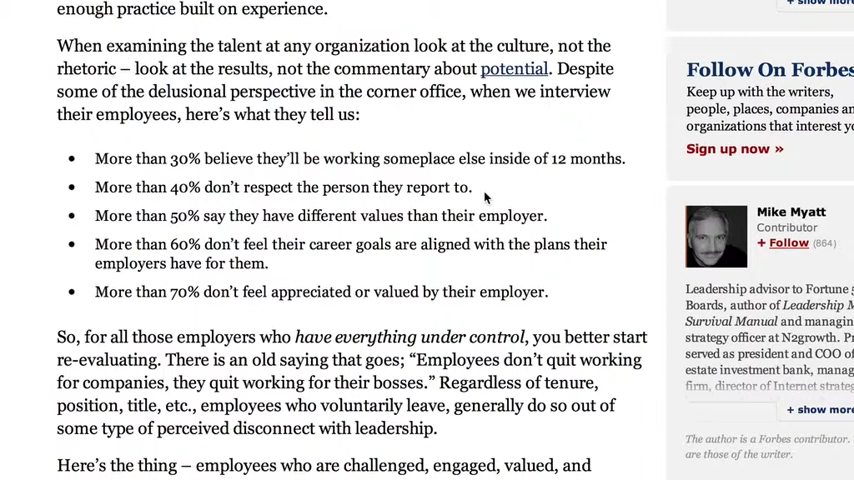 enough practice built on experience.
When examining the talent at any organization look at the culture, not the
rhetoric – look at the results, not the commentary about potential. Despite
some of the delusional perspective in the corner office, when we interview
their employees, here's what they tell us:
• More than 30% believe they'll be working someplace else inside of 12 months.
• More than 40% don't respect the person they report to.
• More than 50% say they have different values than their employer.
• More than 60% don't feel their career goals are aligned with the plans their
employers have for them.
• More than 70% don't feel appreciated or valued by their employer.
So, for all those employers who have everything under control, you better start
re-evaluating. There is an old saying that goes; “Employees don't quit working
for companies, they quit working for their bosses.” Regardless of tenure,
position, title, etc., employees who voluntarily leave, generally do so out of
some type of perceived disconnect with leadership.
Here's the thing – employees who are challenged, engaged, valued, and
+ show more
Follow On Forbes
Keep up with the writers,
people, places, companies
organizations that interest
Sign up now »
Mike Myatt
Contributor
+ Follow (864)
Leadership advisor to Fortune
Boards, author of Leadership
Survival Manual and
strategy officer at N2growth.
served as president and COO of
estate investment bank,
firm, director of Internet
+ show more
The author is a Forbes contributor.
are those of the writer.